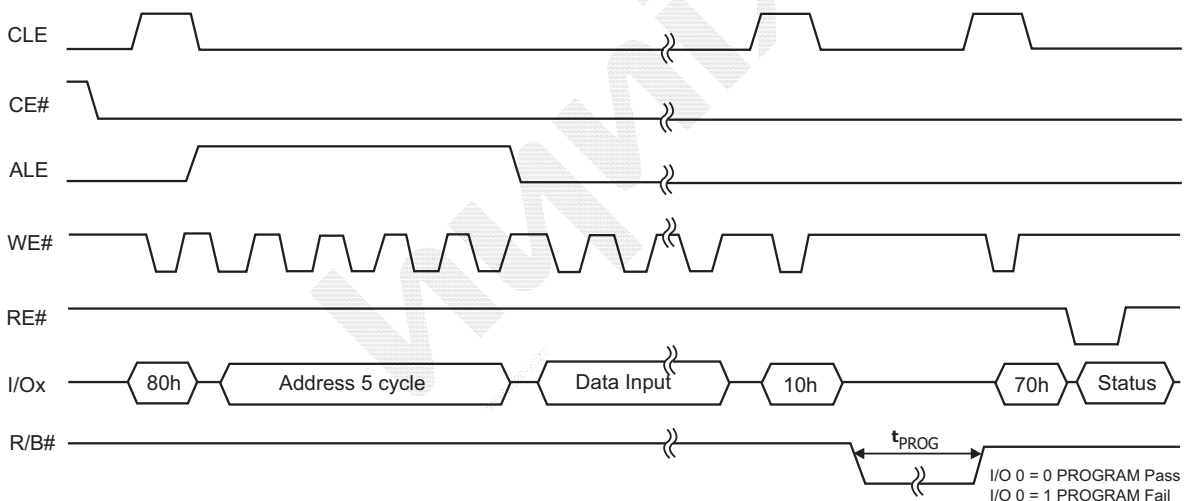 CLE
CE#
ALE
WE#
RE#
I/Ox 80h Address 5 cycle Data Input 10h 70h Status
R/B# tPROG
I/O 0 = 0 PROGRAM Pass
I/O 0 = 1 PROGRAM Fail